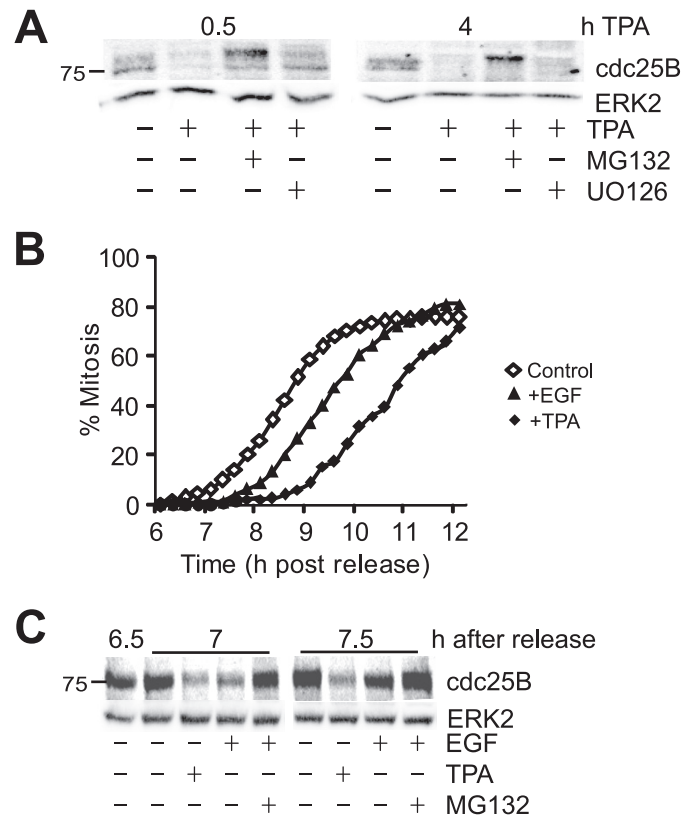 A
0.5 4 h TPA
75 cdc25B
ERK2
− + + + − + + + TPA
− − + − − − + − MG132
− − − + − − − + UO126
B
% Mitosis
100
80
60
40
20
0
6 7 8 9 10 11 12
Time (h post release)
Control
+EGF
+TPA
C
6.5 7 7.5 h after release
75 cdc25B
ERK2
− − − + + − − + + EGF
− − + − − − + − − TPA
− − − − + − − − + MG132